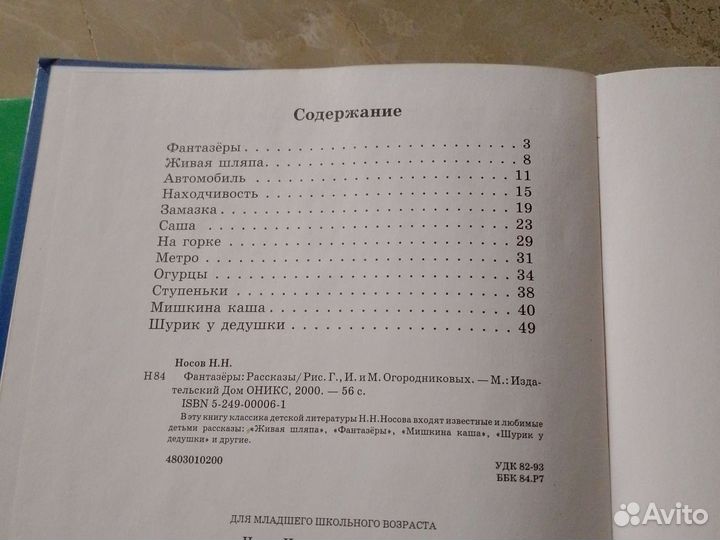 Содержание
Фантазёры . . . . . . . . . . . . . . . . . . . . 3
Живая шляпа. . . . . . . . . . . . . . . . . . . 8
Автомобиль . . . . . . . . . . . . . . . . . . . 11
Находчивость . . . . . . . . . . . . . . . . . . 15
Замазка . . . . . . . . . . . . . . . . . . . . . 19
Саша . . . . . . . . . . . . . . . . . . . . . . 23
На горке . . . . . . . . . . . . . . . . . . . . 29
Метро . . . . . . . . . . . . . . . . . . . . . . 31
Огурцы . . . . . . . . . . . . . . . . . . . . . 34
Ступеньки . . . . . . . . . . . . . . . . . . . 38
Мишкина каша . . . . . . . . . . . . . . . . . 40
Шурик у дедушки . . . . . . . . . . . . . . . 49
Носов Н.Н.
Н 84 Фантазёры: Рассказы/ Рис. Г., И. и М. Огородниковых. — М.: Изда-
тельский Дом ОНИКС, 2000. — 56 с.
ISBN 5-249-00006-1
В эту книгу классика детской литературы Н.Н.Носова входят известные и любимые
детьми рассказы: «Живая шляпа», «Фантазёры», «Мишкина каша», «Шурик у
дедушки» и другие.
4803010200 УДК 82-93
ББК 84.Р7
ДЛЯ МЛАДШЕГО ШКОЛЬНОГО ВОЗРАСТА
Avito